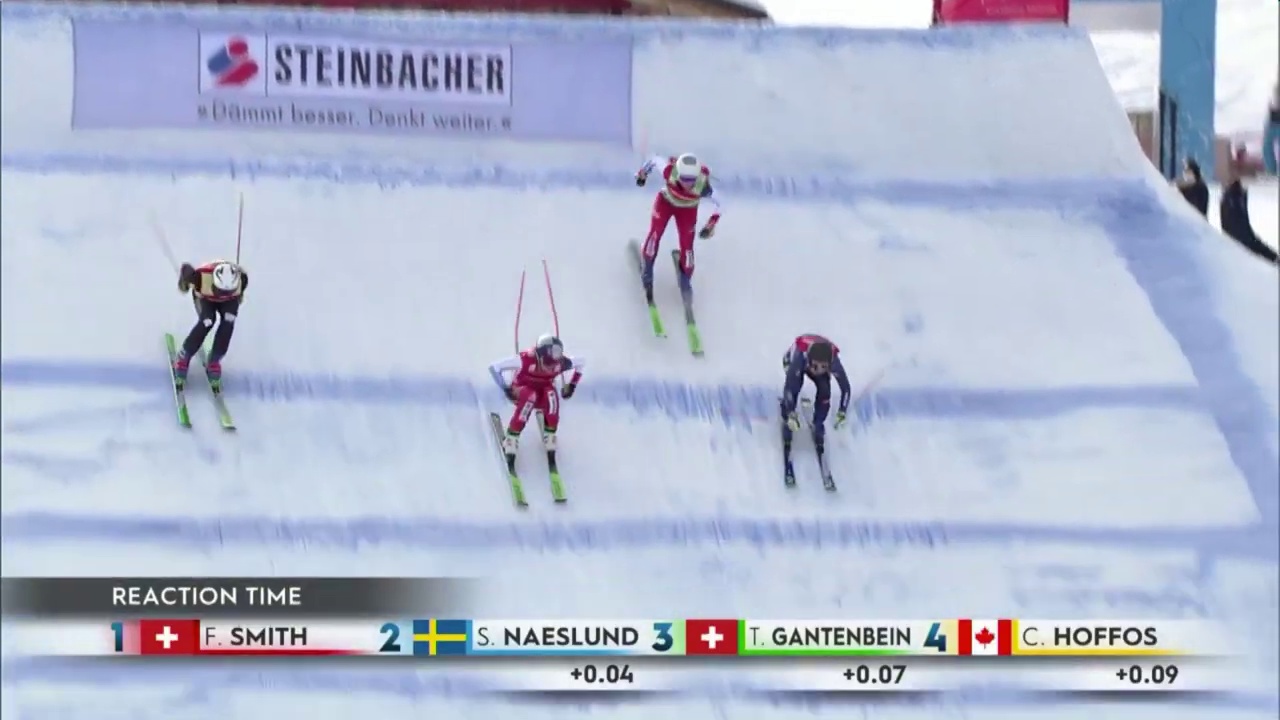 STEINBACHER
«Dämmt besser. Denkt weiter.»
REACTION TIME
1 F. SMITH 2 S. NAESLUND 3 T. GANTENBEIN 4 C. HOFFOS
+0.04 +0.07 +0.09